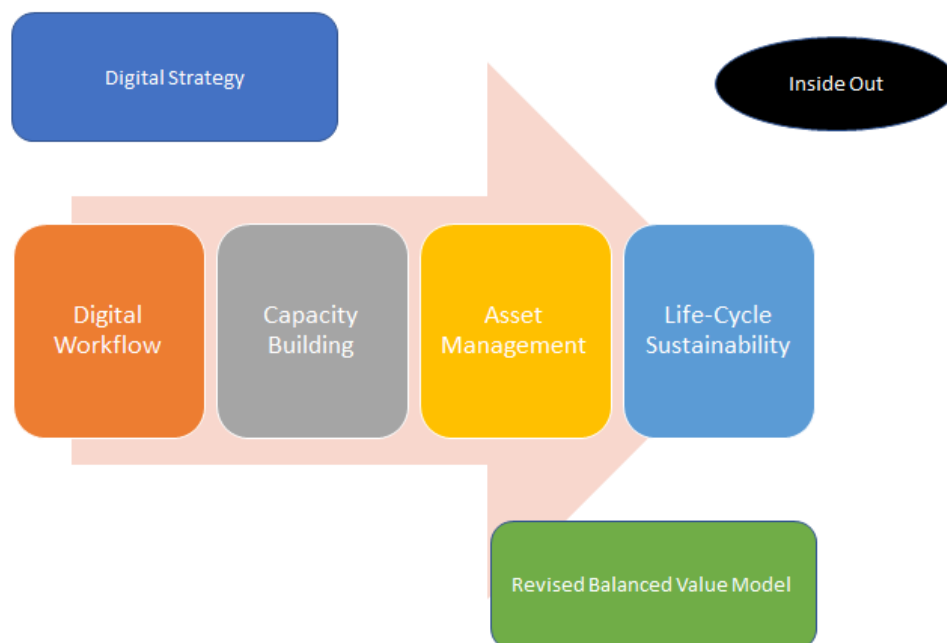 Digital Strategy
Inside Out
Digital
Workflow
Capacity
Building
Asset
Management
Life-Cycle
Sustainability
Revised Balanced Value Model